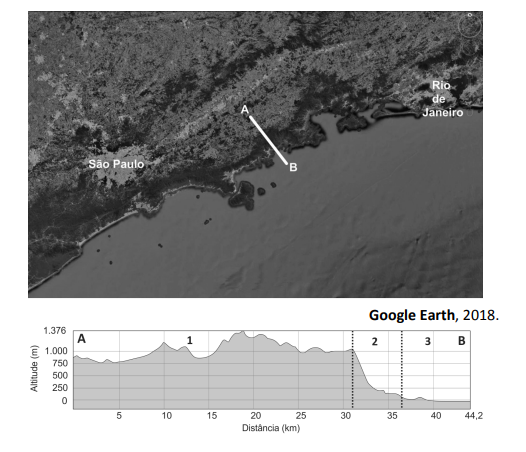 Rio
de
Janeiro
A
São Paulo
B
Google Earth, 2018.
1.376
A
1
2
3
B
1.000
750
500
250
0
Altitude (m)
5
10
15
20
25
30
35
40
44,2
Distância (km)